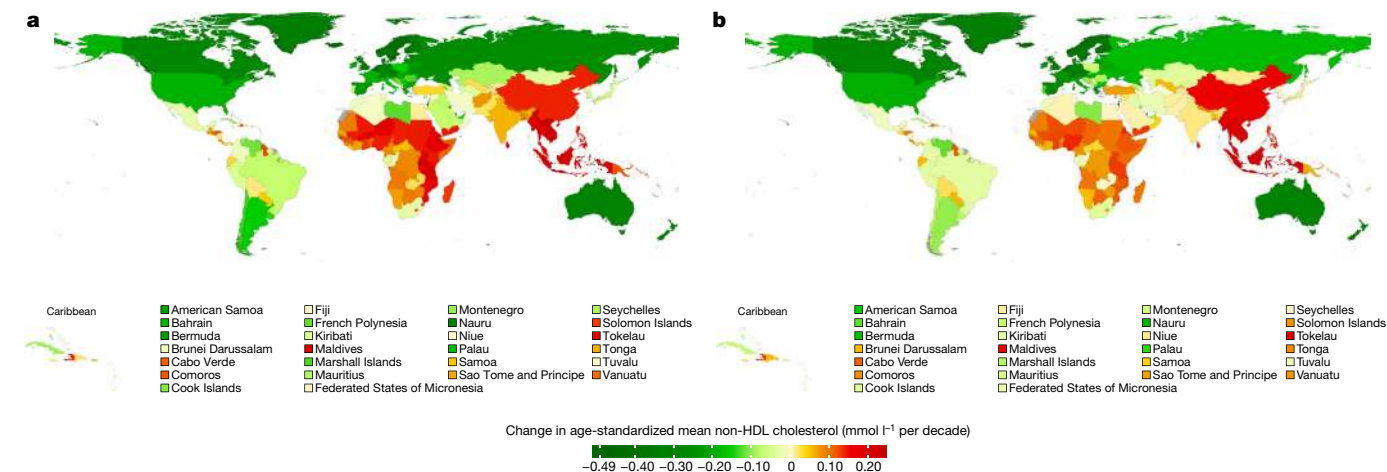 a
b
Caribbean
American Samoa
Bahrain
Bermuda
Brunei Darussalam
Cabo Verde
Comoros
Cook Islands
Fiji
French Polynesia
Kiribati
Maldives
Marshall Islands
Mauritius
Federated States of Micronesia
Montenegro
Nauru
Niue
Palau
Samoa
Sao Tome and Principe
Seychelles
Solomon Islands
Tokelau
Tonga
Tuvalu
Vanuatu
Caribbean
American Samoa
Bahrain
Bermuda
Brunei Darussalam
Cabo Verde
Comoros
Cook Islands
Fiji
French Polynesia
Kiribati
Maldives
Marshall Islands
Mauritius
Federated States of Micronesia
Montenegro
Nauru
Niue
Palau
Samoa
Sao Tome and Principe
Seychelles
Solomon Islands
Tokelau
Tonga
Tuvalu
Vanuatu
Change in age-standardized mean non-HDL cholesterol (mmol l⁻¹ per decade)
−0.49 −0.40 −0.30 −0.20 −0.10 0 0.10 0.20